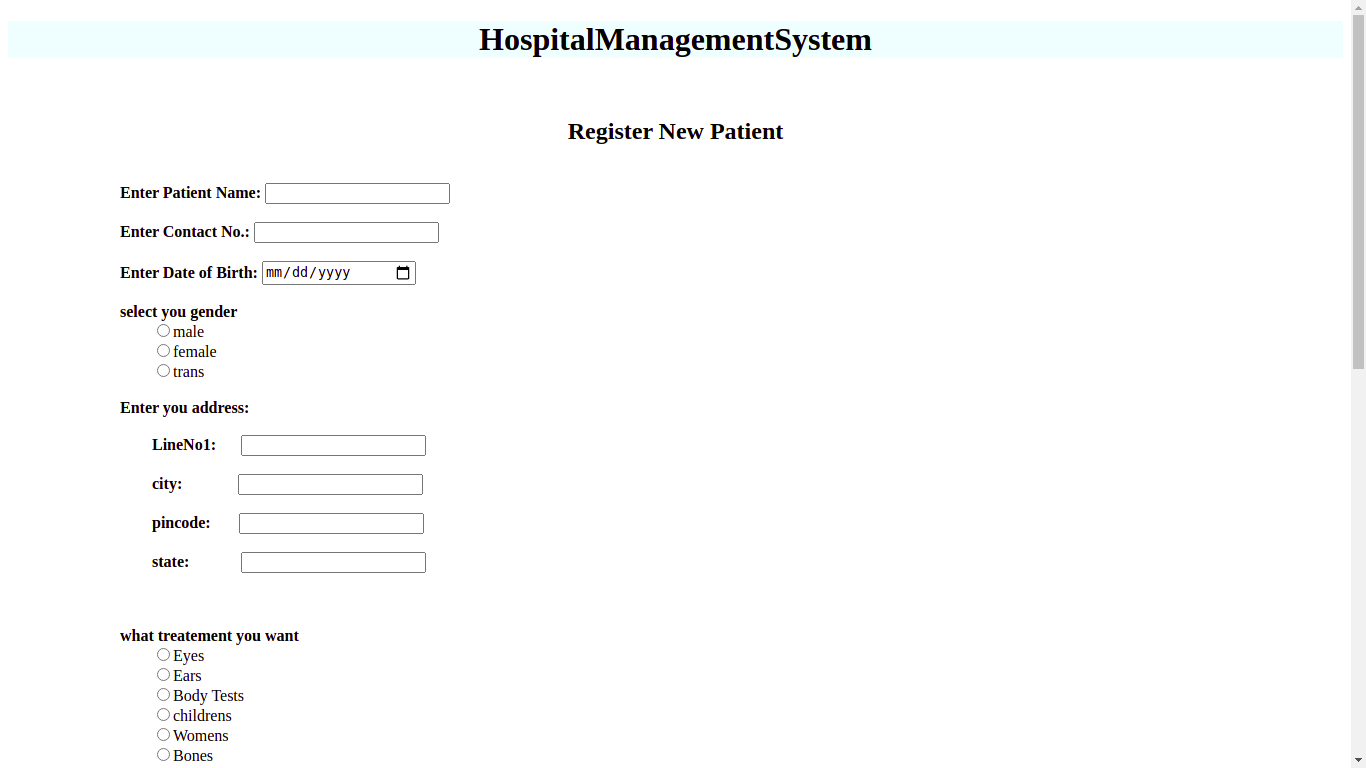 HospitalManagementSystem
Register New Patient
Enter Patient Name:
Enter Contact No.:
Enter Date of Birth: mm/dd/yyyy
select you gender
male
female
trans
Enter you address:
LineNo1:
city:
pincode:
state:
what treatement you want
Eyes
Ears
Body Tests
childrens
Womens
Bones